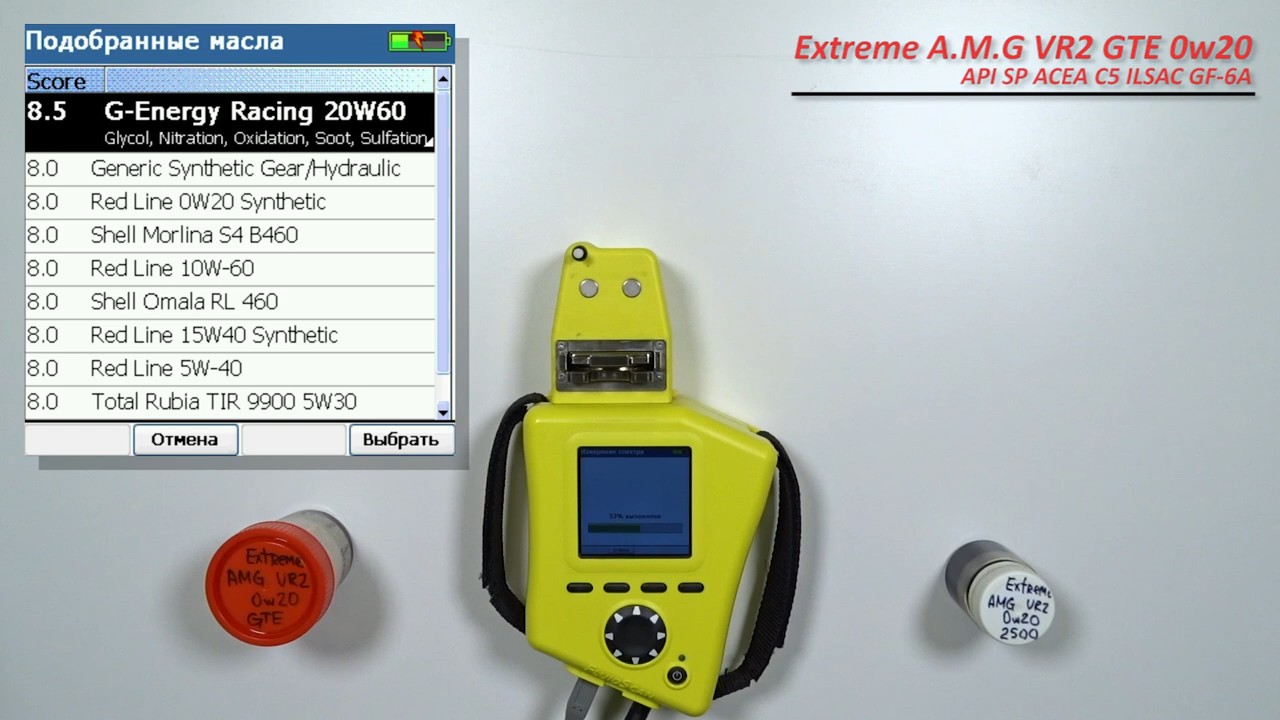 Подобранные масла
Score
8.5 G-Energy Racing 20W60
Glycol, Nitration, Oxidation, Soot, Sulfation
8.0 Generic Synthetic Gear/Hydraulic
8.0 Red Line 0W20 Synthetic
8.0 Shell Morlina S4 B460
8.0 Red Line 10W-60
8.0 Shell Omala RL 460
8.0 Red Line 15W40 Synthetic
8.0 Red Line 5W-40
8.0 Total Rubia TIR 9900 5W30
Отмена Выбрать
Extreme A.M.G VR2 GTE 0w20
API SP ACEA C5 ILSAC GF-6A
Измерение спектра
Extreme
AMG VR2
0w20
GTE
Extreme
AMG VR2
0w20
2500